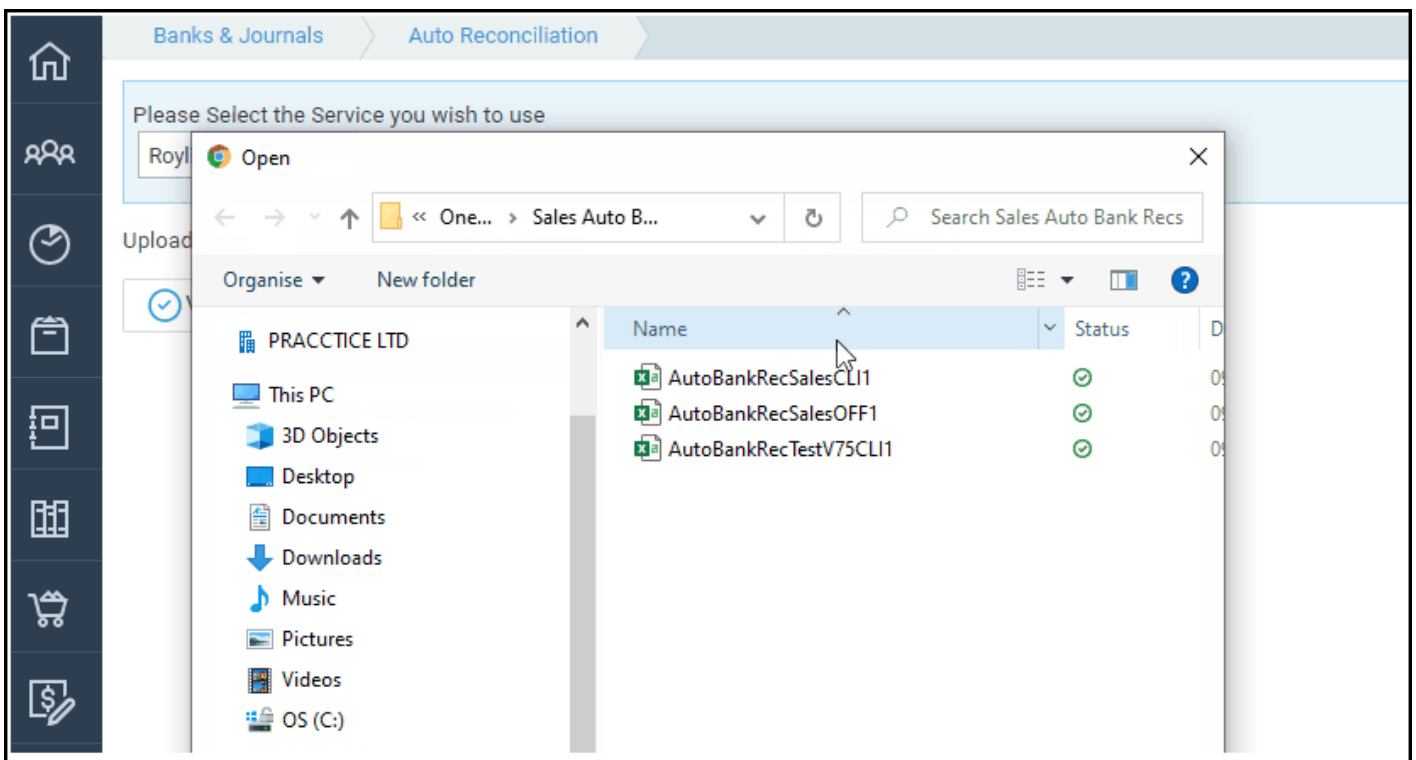 Banks & Journals Auto Reconciliation
Please Select the Service you wish to use
Royl
Open
« One... › Sales Auto B...
Search Sales Auto Bank Recs
Upload
Organise New folder
Name Status D
PRACCTICE LTD
This PC
3D Objects
Desktop
Documents
Downloads
Music
Pictures
Videos
OS (C:)
AutoBankRecSalesCLI1
AutoBankRecSalesOFF1
AutoBankRecTestV75CLI1